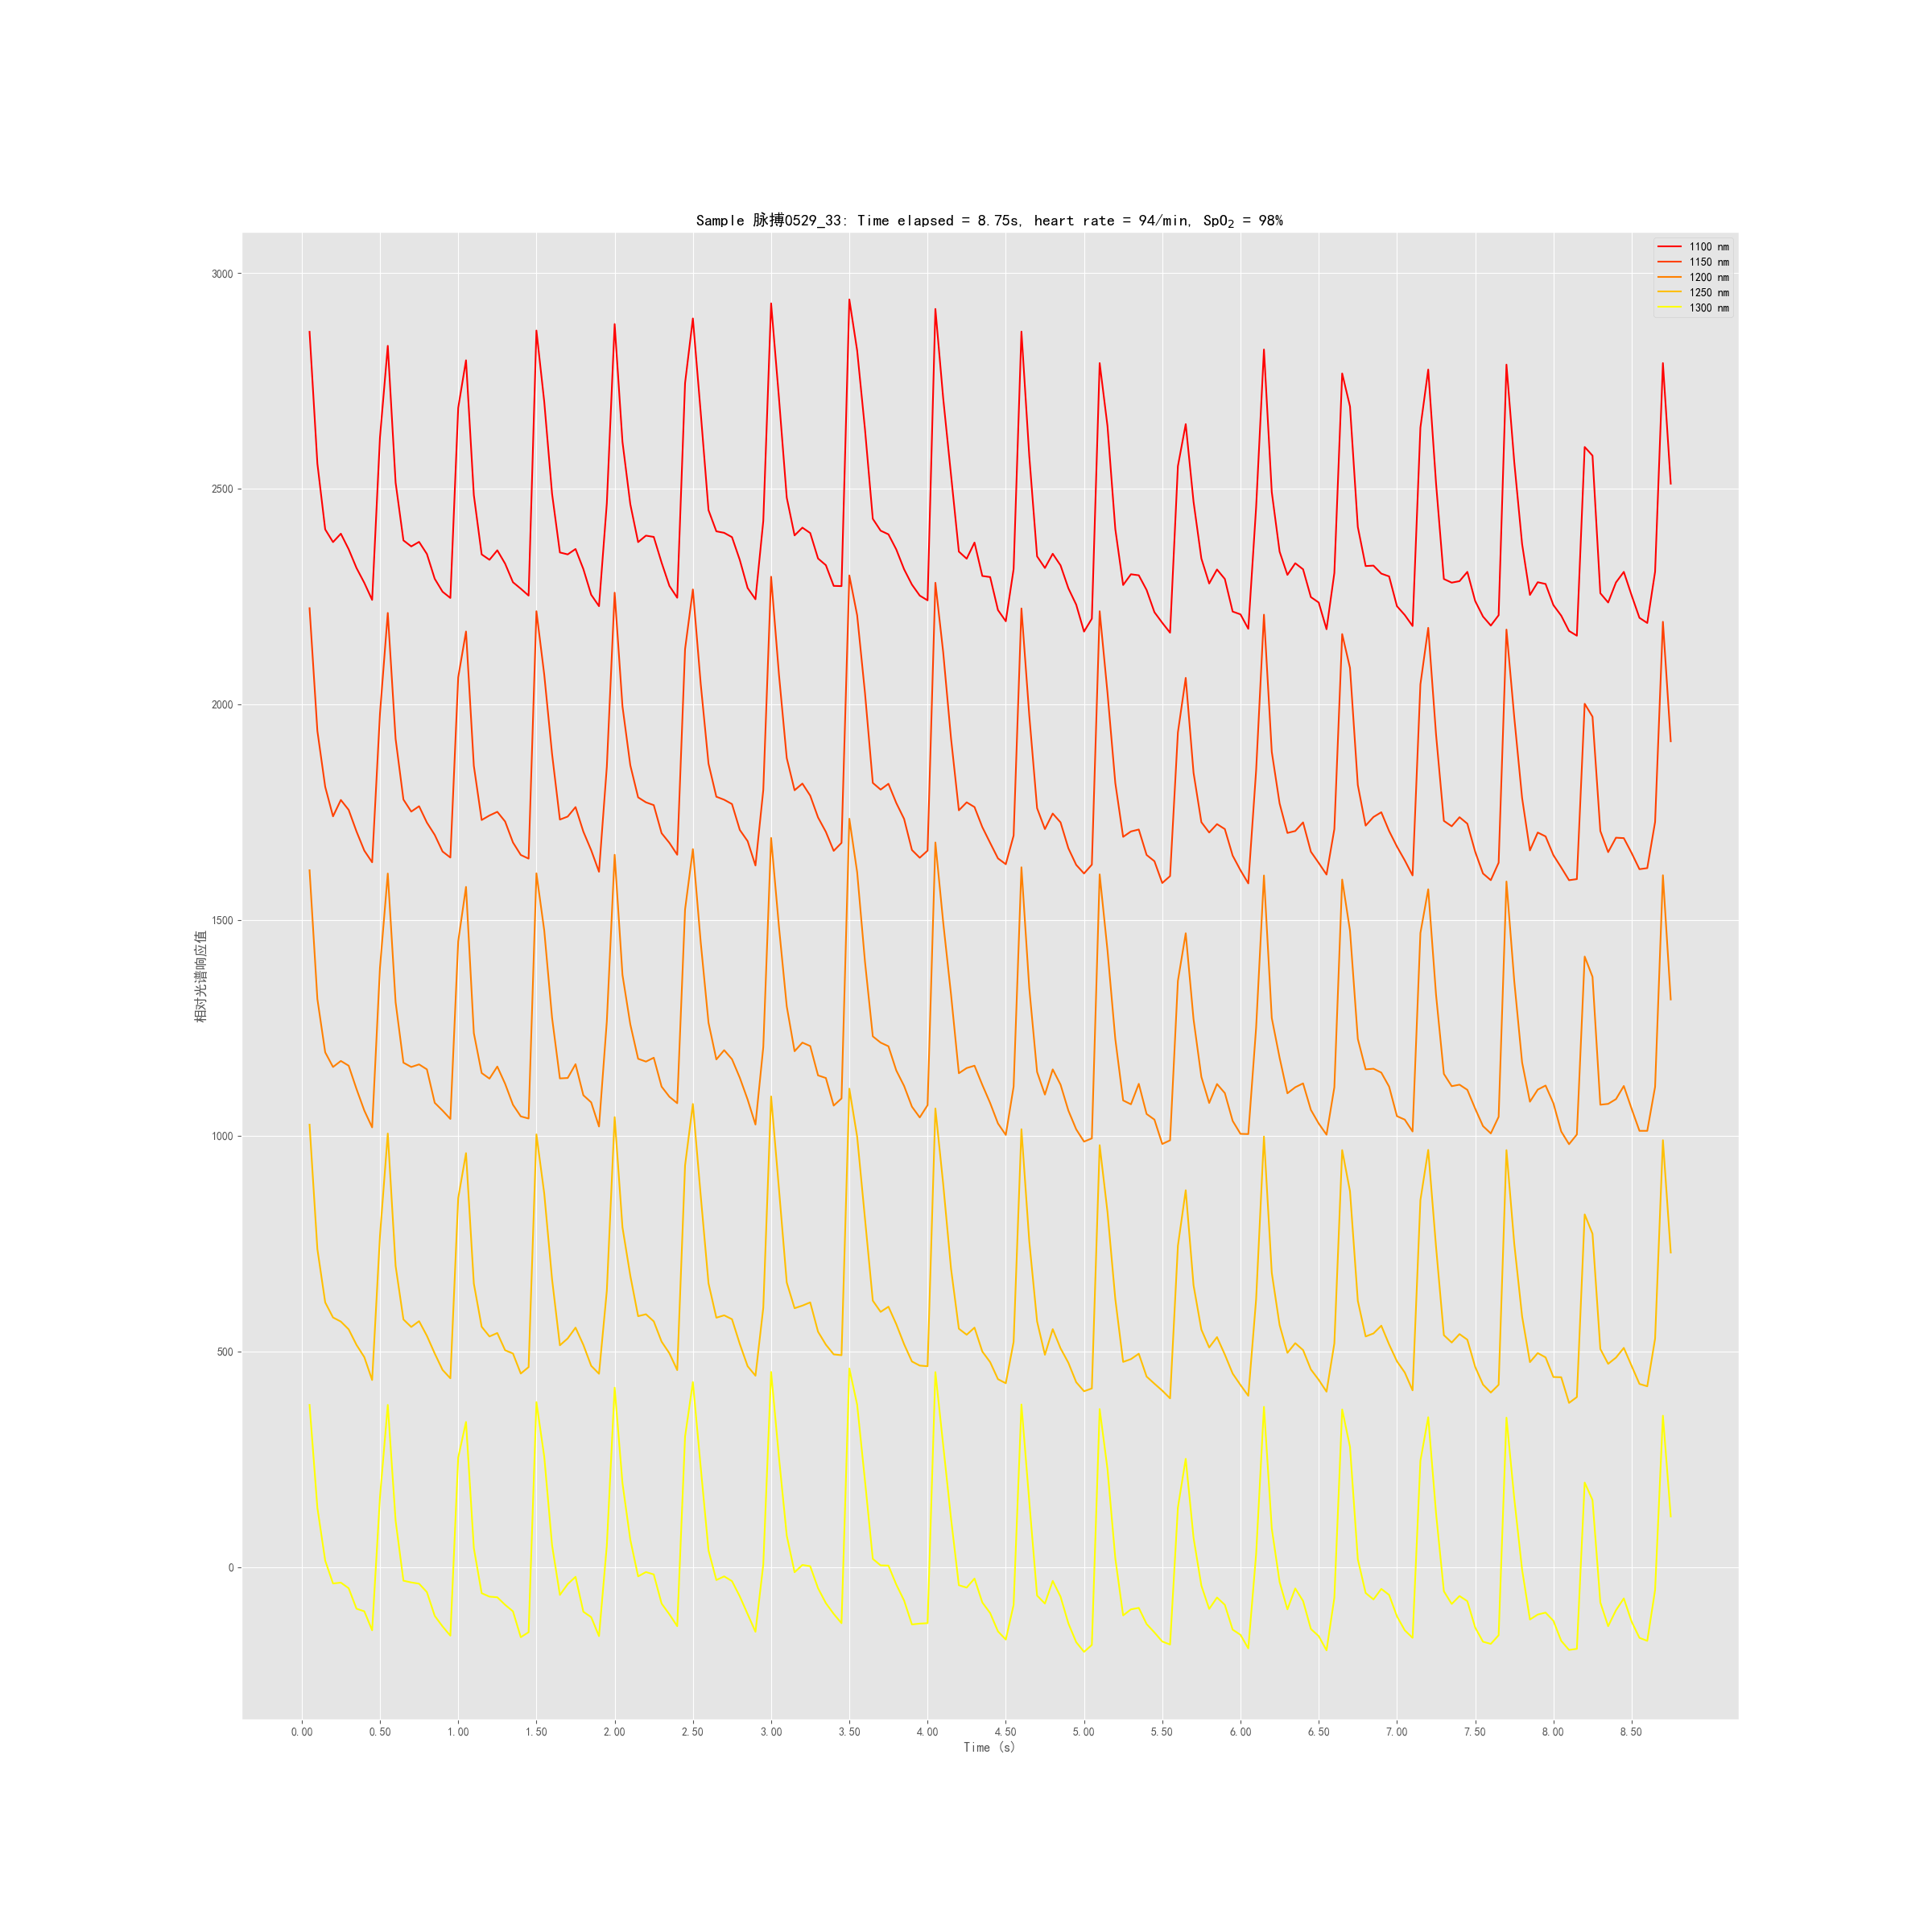 Sample 脉搏0529_33: Time elapsed = 8.75s, heart rate = 94/min, SpO₂ = 98%
1100 nm
1150 nm
1200 nm
1250 nm
1300 nm
3000
2500
2000
1500
1000
500
0
相对光谱响应值
0.00 0.50 1.00 1.50 2.00 2.50 3.00 3.50 4.00 4.50 5.00 5.50 6.00 6.50 7.00 7.50 8.00 8.50
Time (s)